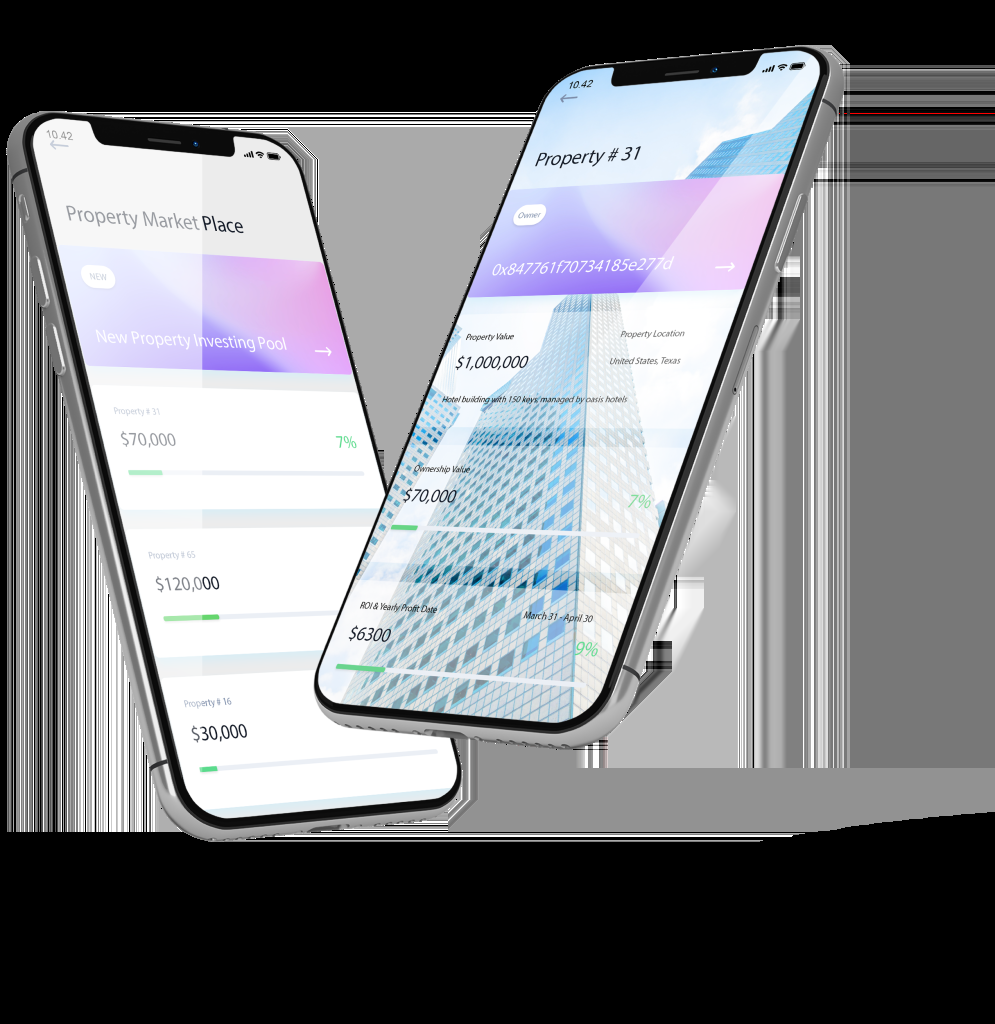 10.42
Property Market Place
NEW
New Property Investing Pool
Property # 31
$70,000
7%
Property # 65
$120,000
Property # 16
$30,000
10.42
Property # 31
Owner
0x847761f70734185e277d
Property Value
Property Location
$1,000,000
United States, Texas
Hotel building with 150 keys, managed by oasis hotels
Ownership Value
$70,000
7%
ROI & Yearly Profit Date
March 31 - April 30
$6300
9%